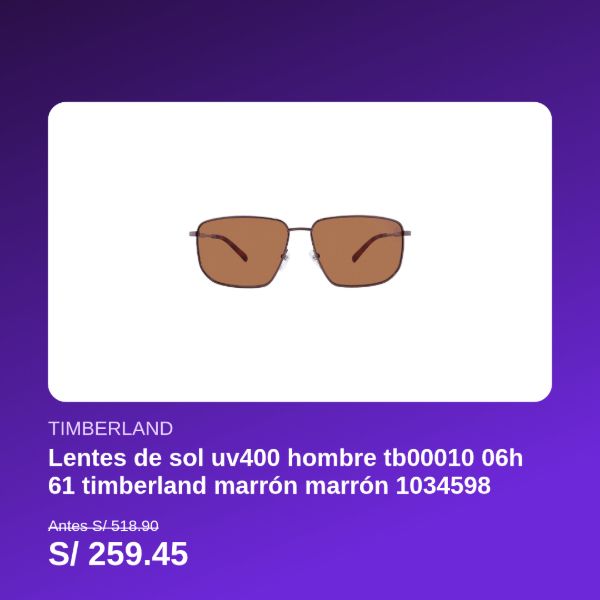 TIMBERLAND
Lentes de sol uv400 hombre tb00010 06h
61 timberland marrón marrón 1034598
Antes S/ 518.90
S/ 259.45